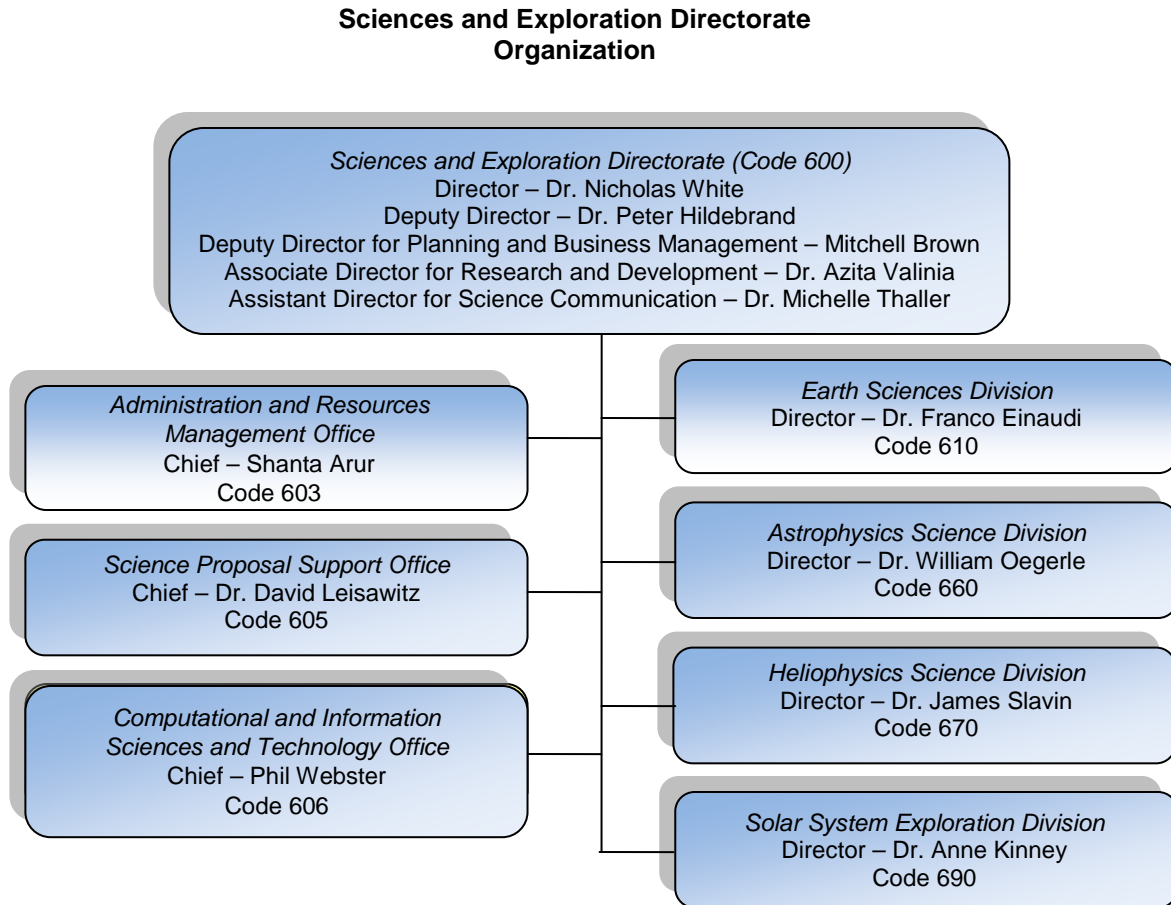 Sciences and Exploration Directorate
Organization
Sciences and Exploration Directorate (Code 600)
Director – Dr. Nicholas White
Deputy Director – Dr. Peter Hildebrand
Deputy Director for Planning and Business Management – Mitchell Brown
Associate Director for Research and Development – Dr. Azita Valinia
Assistant Director for Science Communication – Dr. Michelle Thaller
Administration and Resources
Management Office
Chief – Shanta Arur
Code 603
Science Proposal Support Office
Chief – Dr. David Leisawitz
Code 605
Computational and Information
Sciences and Technology Office
Chief – Phil Webster
Code 606
Earth Sciences Division
Director – Dr. Franco Einaudi
Code 610
Astrophysics Science Division
Director – Dr. William Oegerle
Code 660
Heliophysics Science Division
Director – Dr. James Slavin
Code 670
Solar System Exploration Division
Director – Dr. Anne Kinney
Code 690